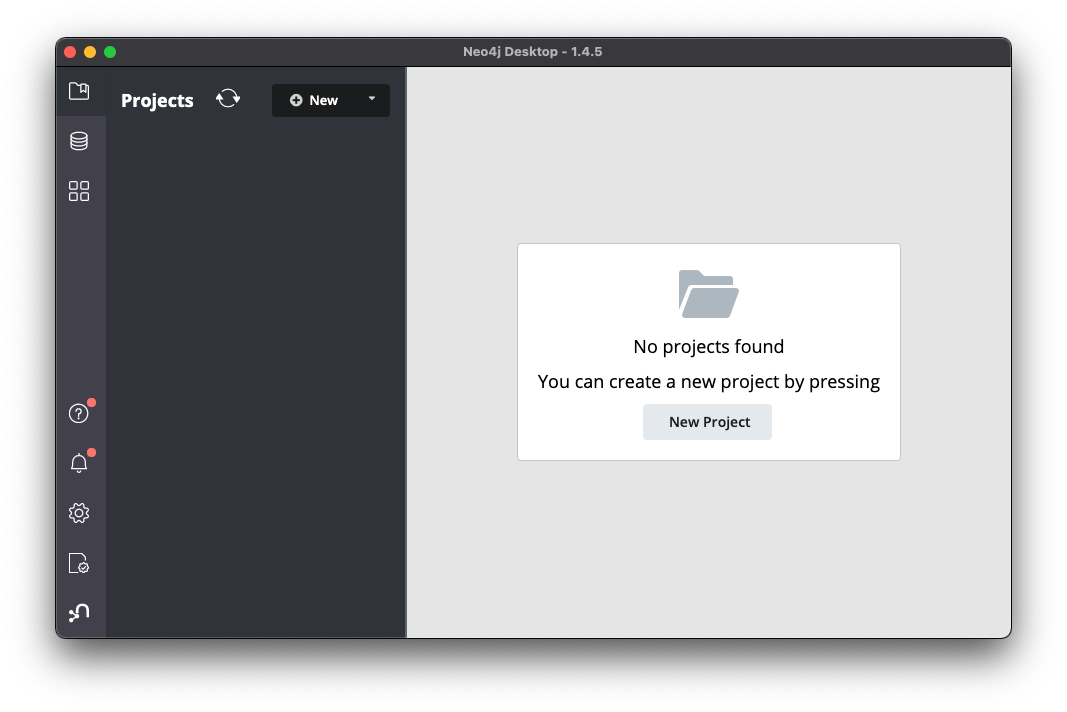 Neo4j Desktop - 1.4.5
Projects
New
No projects found
You can create a new project by pressing
New Project